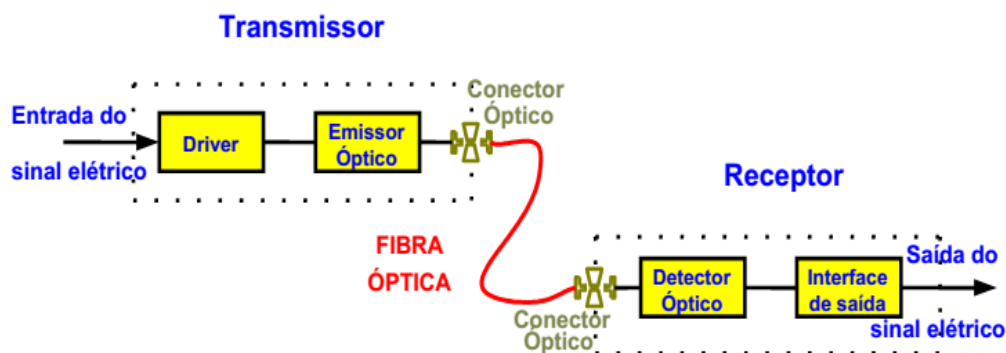 Transmissor
Conector
Óptico
Entrada do
sinal elétrico
Driver
Emissor
Óptico
Receptor
FIBRA
ÓPTICA
Conector
Óptico
Detector
Óptico
Interface
de saída
Saída do
sinal elétrico